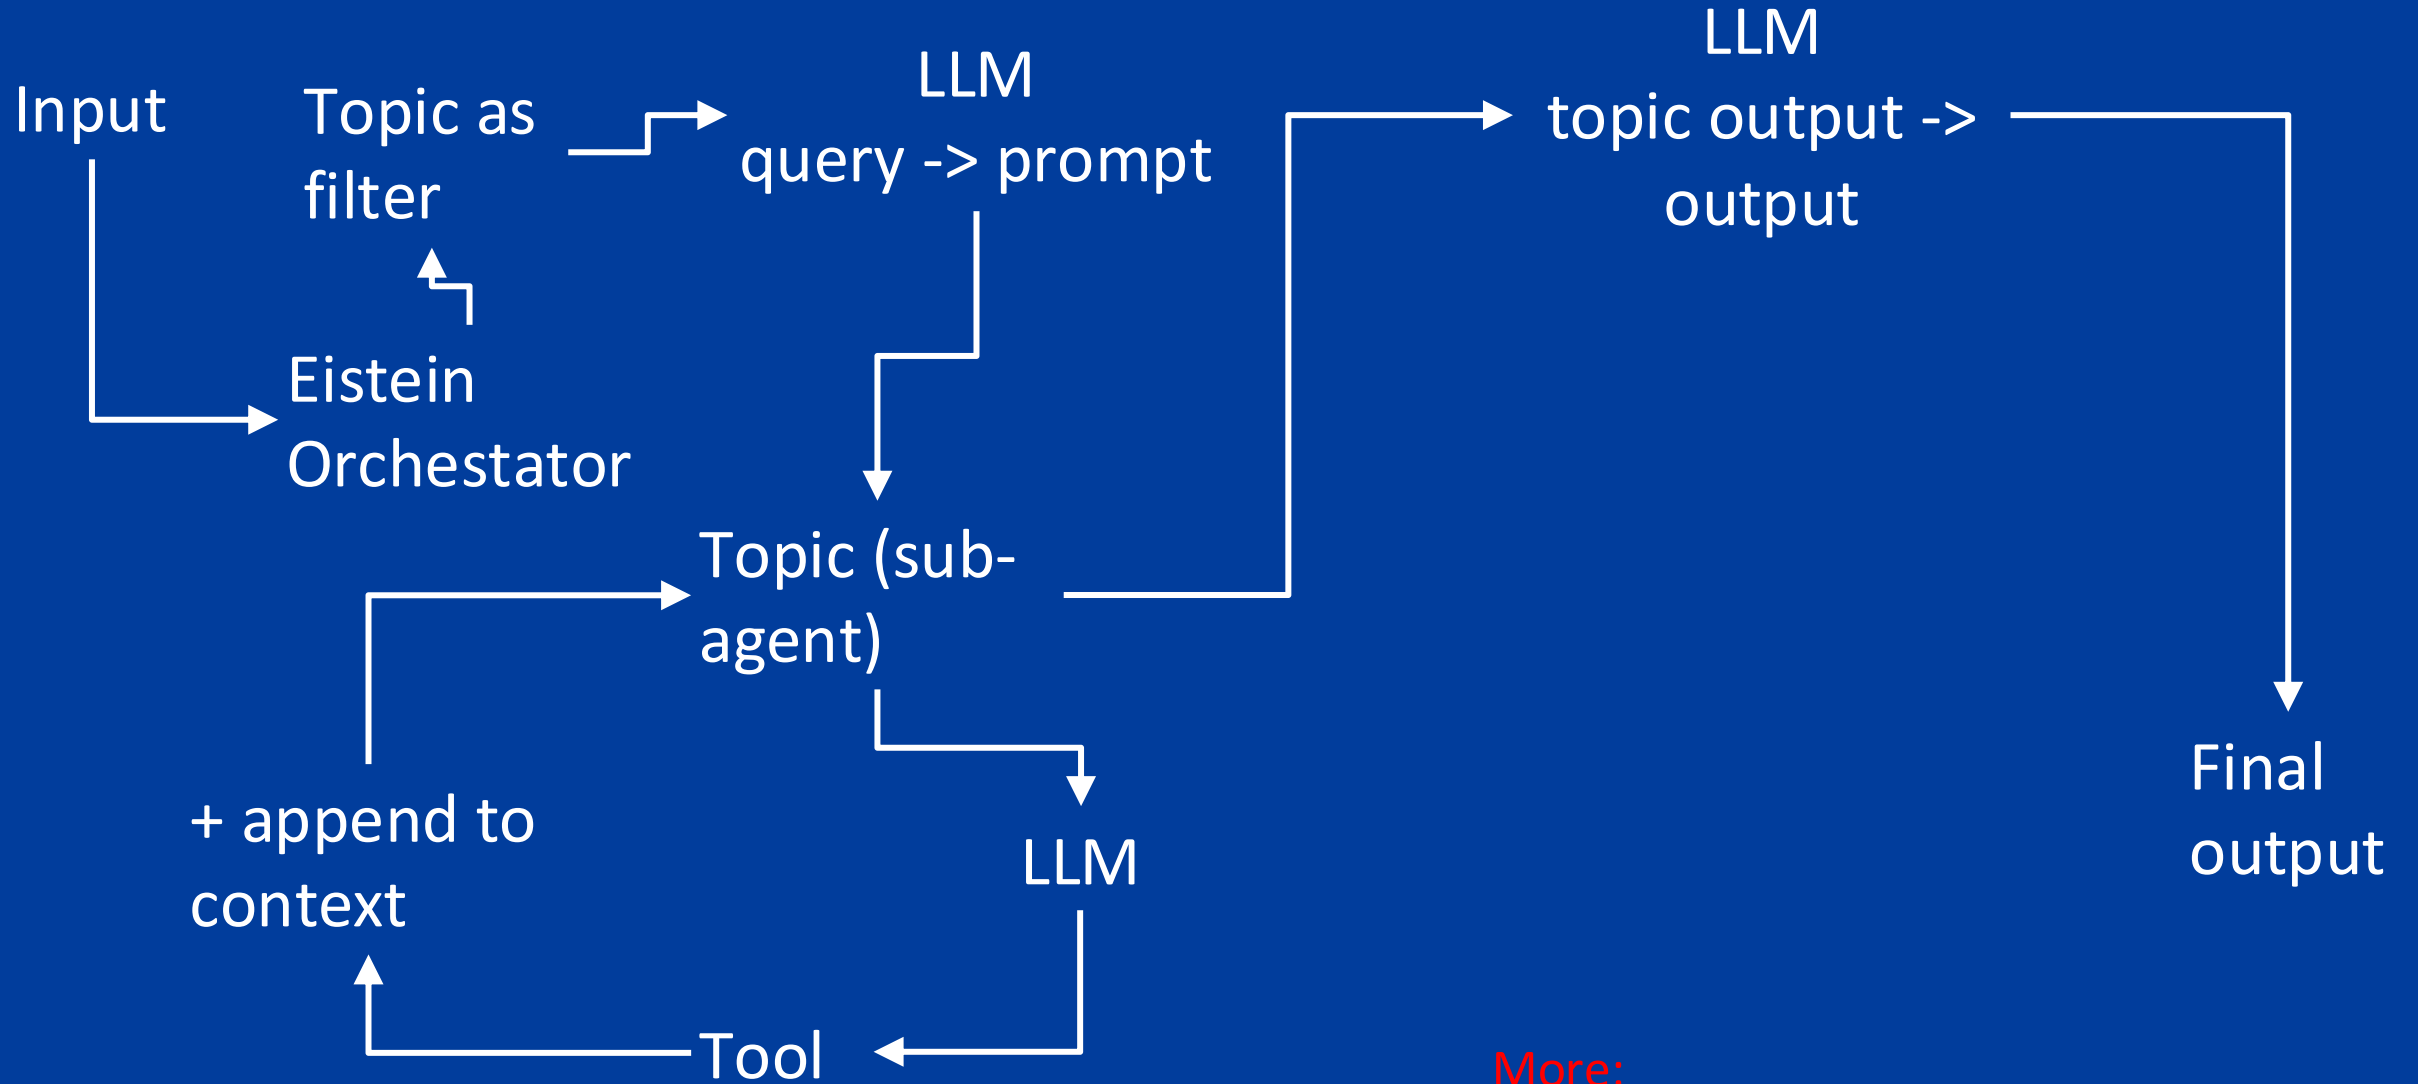 Input
Topic as
filter
LLM
query -> prompt
LLM
topic output ->
output
Eistein
Orchestator
Topic (sub-
agent)
+ append to
context
LLM
Tool
Final
output
More: